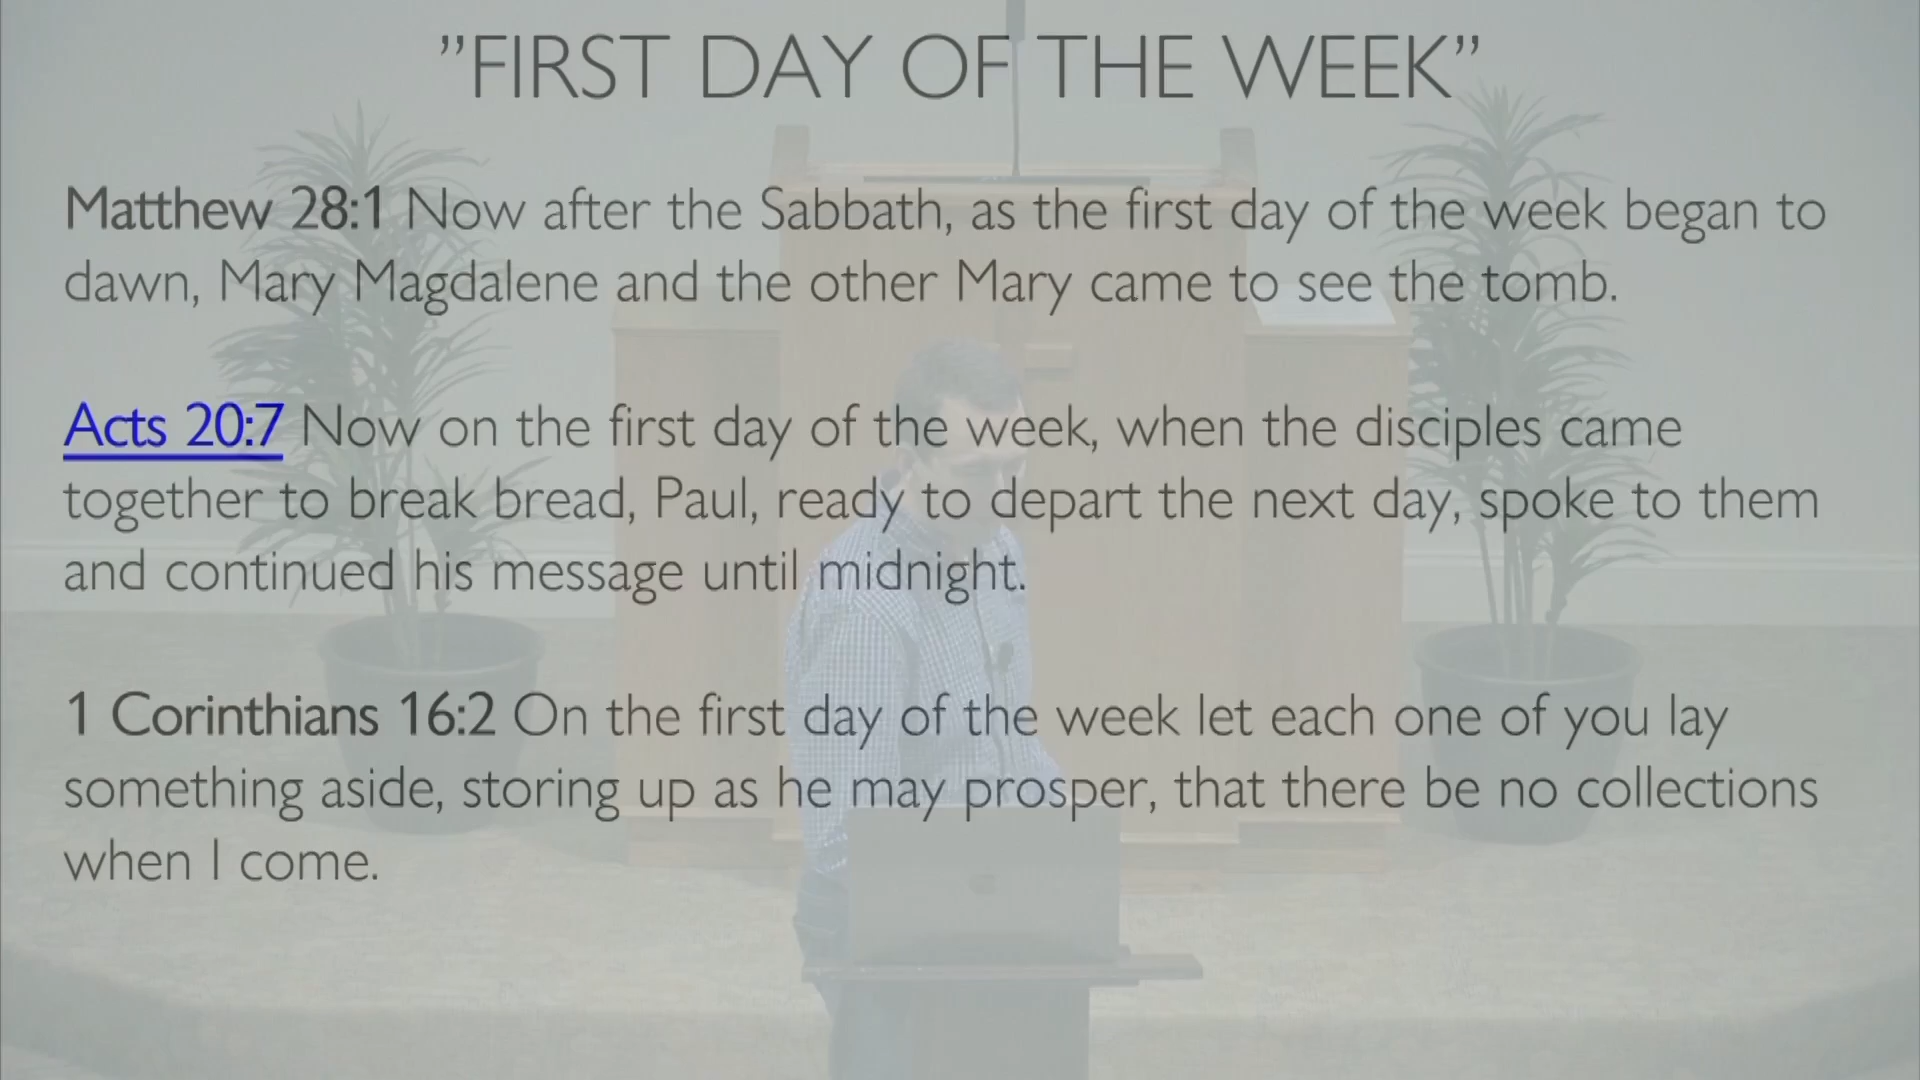 ”FIRST DAY OF THE WEEK”
Matthew 28:1 Now after the Sabbath, as the first day of the week began to
dawn, Mary Magdalene and the other Mary came to see the tomb.
Acts 20:7 Now on the first day of the week, when the disciples came
together to break bread, Paul, ready to depart the next day, spoke to them
and continued his message until midnight.
1 Corinthians 16:2 On the first day of the week let each one of you lay
something aside, storing up as he may prosper, that there be no collections
when I come.